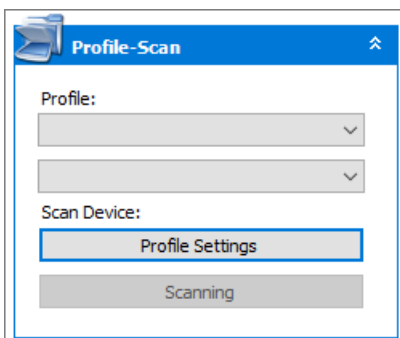 Profile-Scan
Profile:
Scan Device:
Profile Settings
Scanning